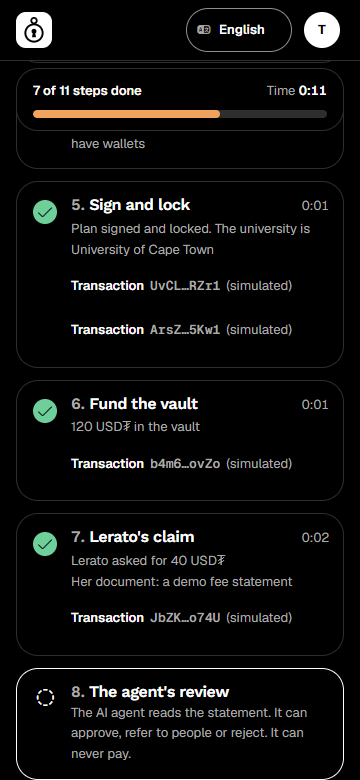 English
T
7 of 11 steps done
Time 0:11
have wallets
5. Sign and lock
0:01
Plan signed and locked. The university is
University of Cape Town
Transaction UvCL…RZr1 (simulated)
Transaction ArsZ…5Kw1 (simulated)
6. Fund the vault
0:01
120 USD₮ in the vault
Transaction b4m6…ovZo (simulated)
7. Lerato's claim
0:02
Lerato asked for 40 USD₮
Her document: a demo fee statement
Transaction JbZK…o74U (simulated)
8. The agent's review
The AI agent reads the statement. It can
approve, refer to people or reject. It can
never pay.